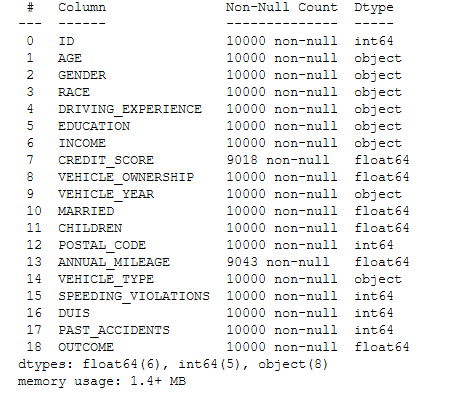 #   Column               Non-Null Count  Dtype
---  ------               --------------  -----
0   ID                   10000 non-null  int64
1   AGE                  10000 non-null  object
2   GENDER               10000 non-null  object
3   RACE                 10000 non-null  object
4   DRIVING_EXPERIENCE   10000 non-null  object
5   EDUCATION            10000 non-null  object
6   INCOME               10000 non-null  object
7   CREDIT_SCORE         9018 non-null   float64
8   VEHICLE_OWNERSHIP    10000 non-null  float64
9   VEHICLE_YEAR         10000 non-null  object
10  MARRIED              10000 non-null  float64
11  CHILDREN             10000 non-null  float64
12  POSTAL_CODE          10000 non-null  int64
13  ANNUAL_MILEAGE       9043 non-null   float64
14  VEHICLE_TYPE         10000 non-null  object
15  SPEEDING_VIOLATIONS  10000 non-null  int64
16  DUIS                 10000 non-null  int64
17  PAST_ACCIDENTS       10000 non-null  int64
18  OUTCOME              10000 non-null  float64
dtypes: float64(6), int64(5), object(8)
memory usage: 1.4+ MB